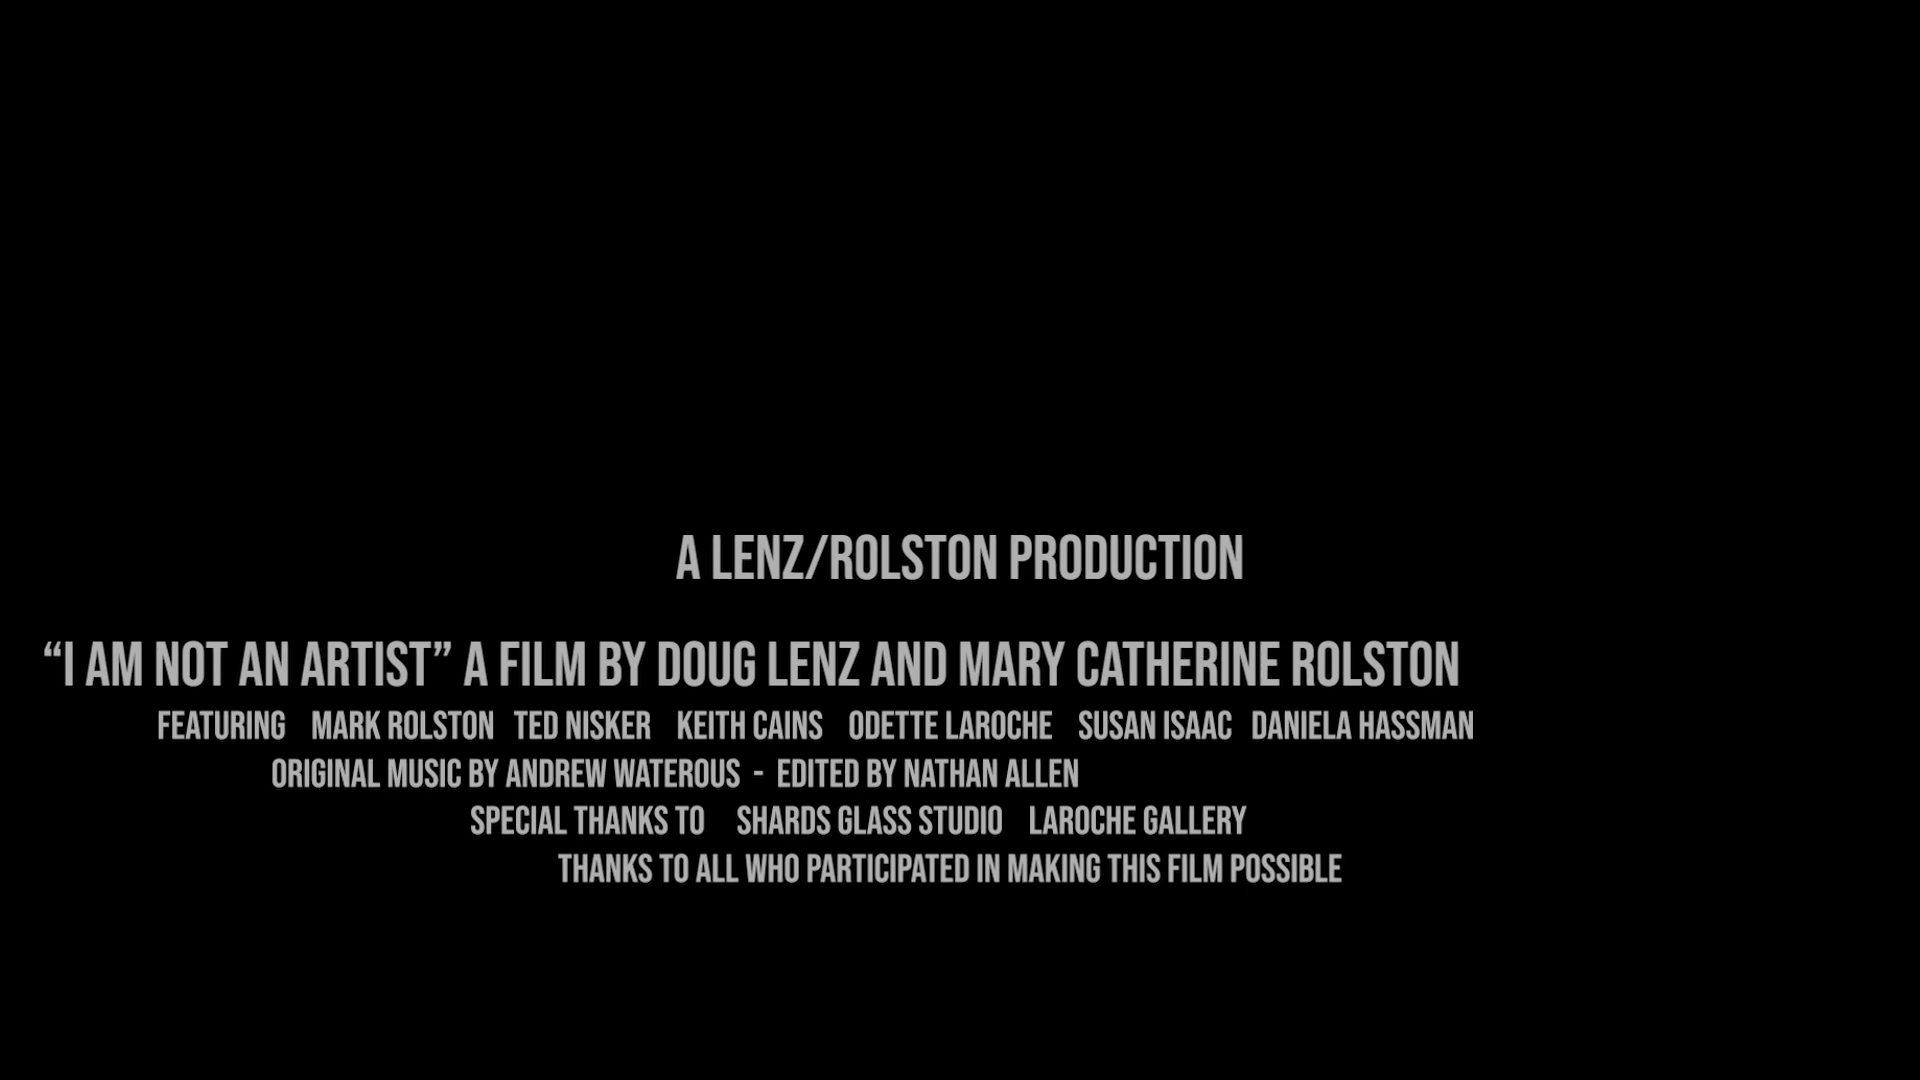 A LENZ/ROLSTON PRODUCTION
“I AM NOT AN ARTIST” A FILM BY DOUG LENZ AND MARY CATHERINE ROLSTON
FEATURING MARK ROLSTON TED NISKER KEITH CAINS ODETTE LAROCHE SUSAN ISAAC DANIELA HASSMAN
ORIGINAL MUSIC BY ANDREW WATEROUS - EDITED BY NATHAN ALLEN
SPECIAL THANKS TO SHARDS GLASS STUDIO LAROCHE GALLERY
THANKS TO ALL WHO PARTICIPATED IN MAKING THIS FILM POSSIBLE